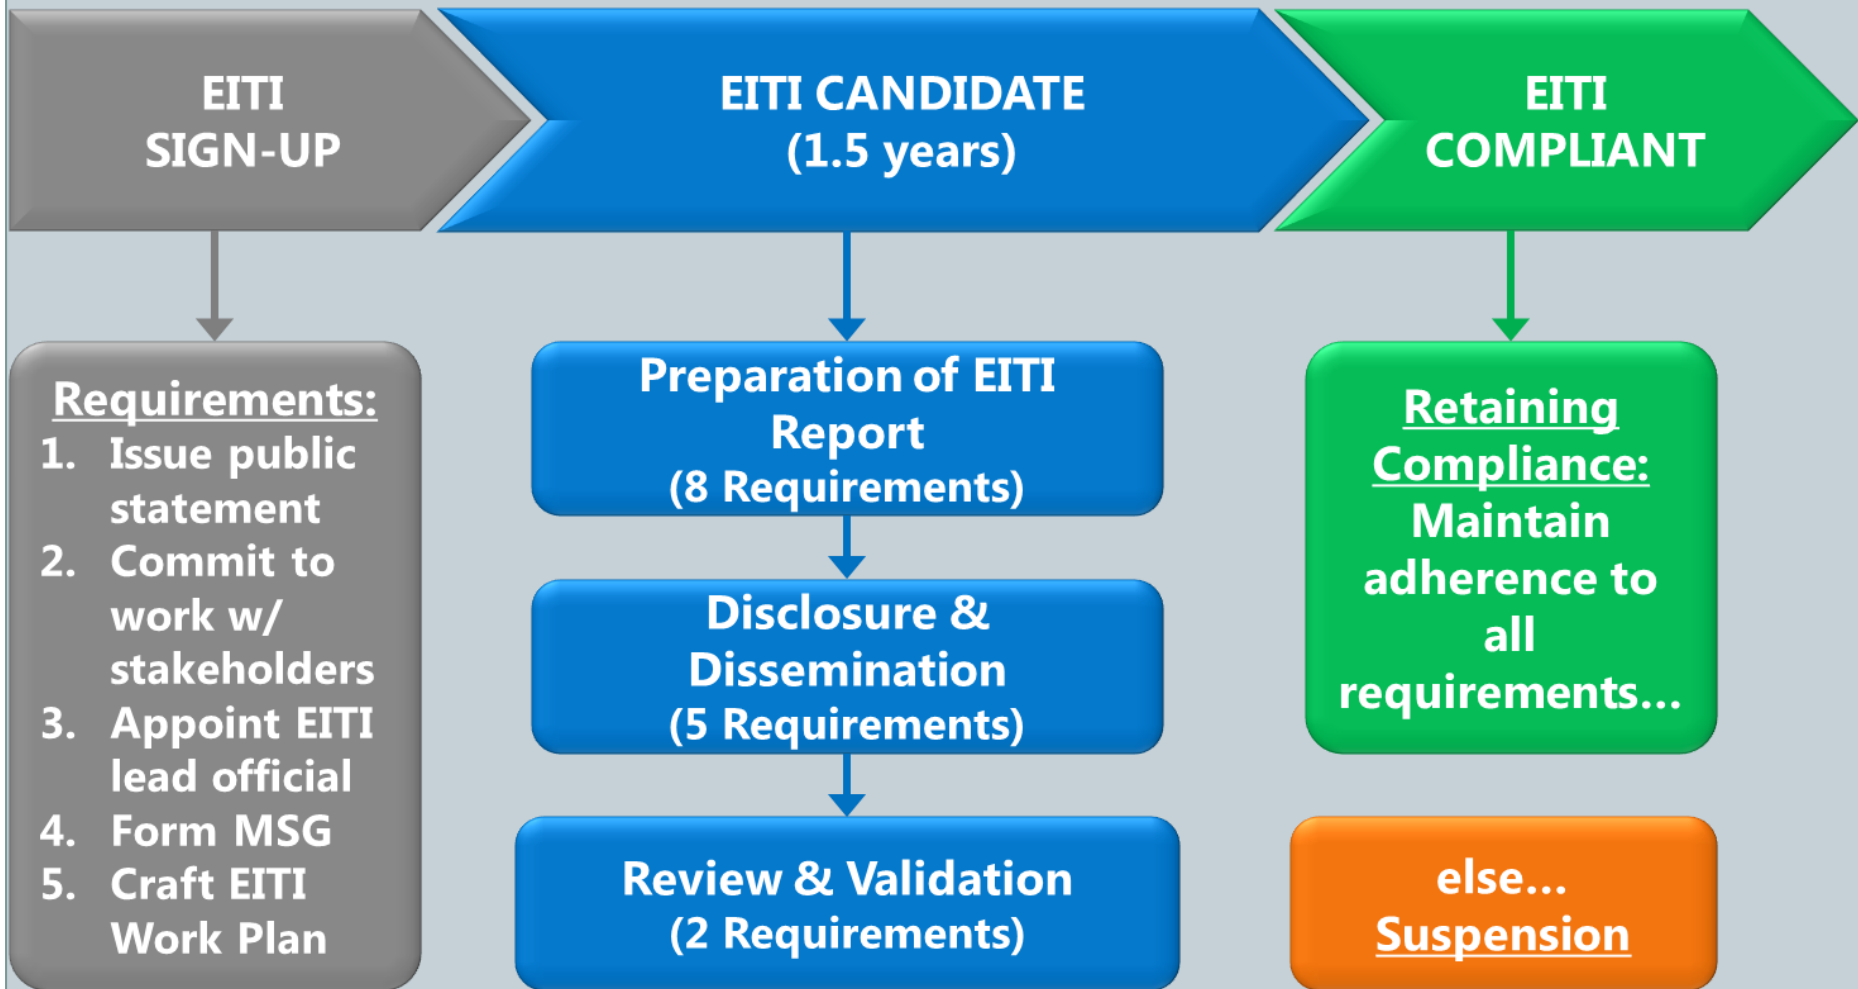 EITI
SIGN-UP
EITI CANDIDATE
(1.5 years)
EITI
COMPLIANT
Requirements:
1. Issue public
statement
2. Commit to
work w/
stakeholders
3. Appoint EITI
lead official
4. Form MSG
5. Craft EITI
Work Plan
Preparation of EITI
Report
(8 Requirements)
Disclosure &
Dissemination
(5 Requirements)
Review & Validation
(2 Requirements)
Retaining
Compliance:
Maintain
adherence to
all
requirements...
else...
Suspension